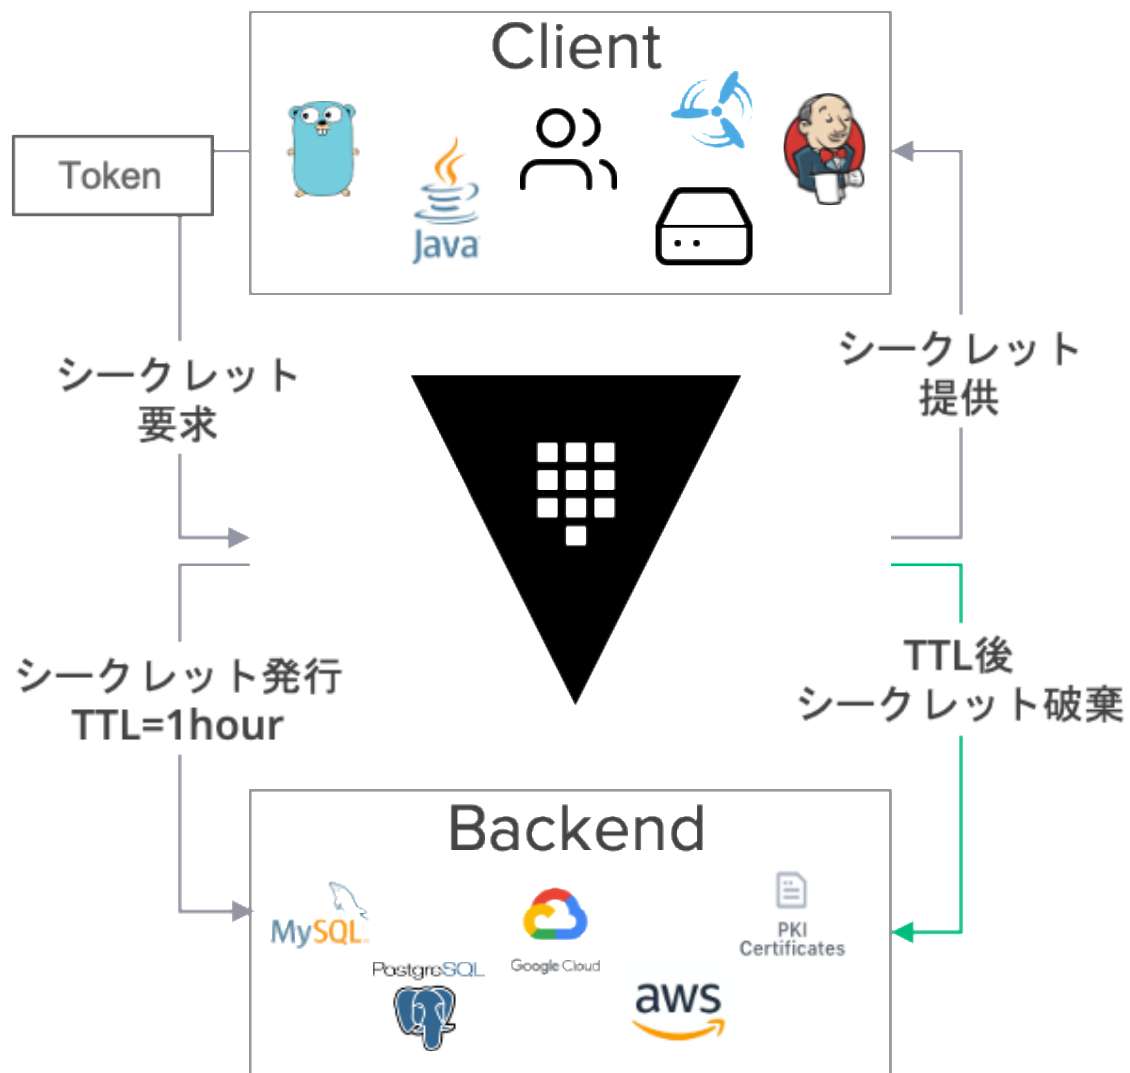 Client
Token
Java
シークレット
要求
シークレット
提供
シークレット発行
TTL=1hour
TTL後
シークレット破棄
Backend
MySQL
PostgreSQL
Google Cloud
aws
PKI
Certificates